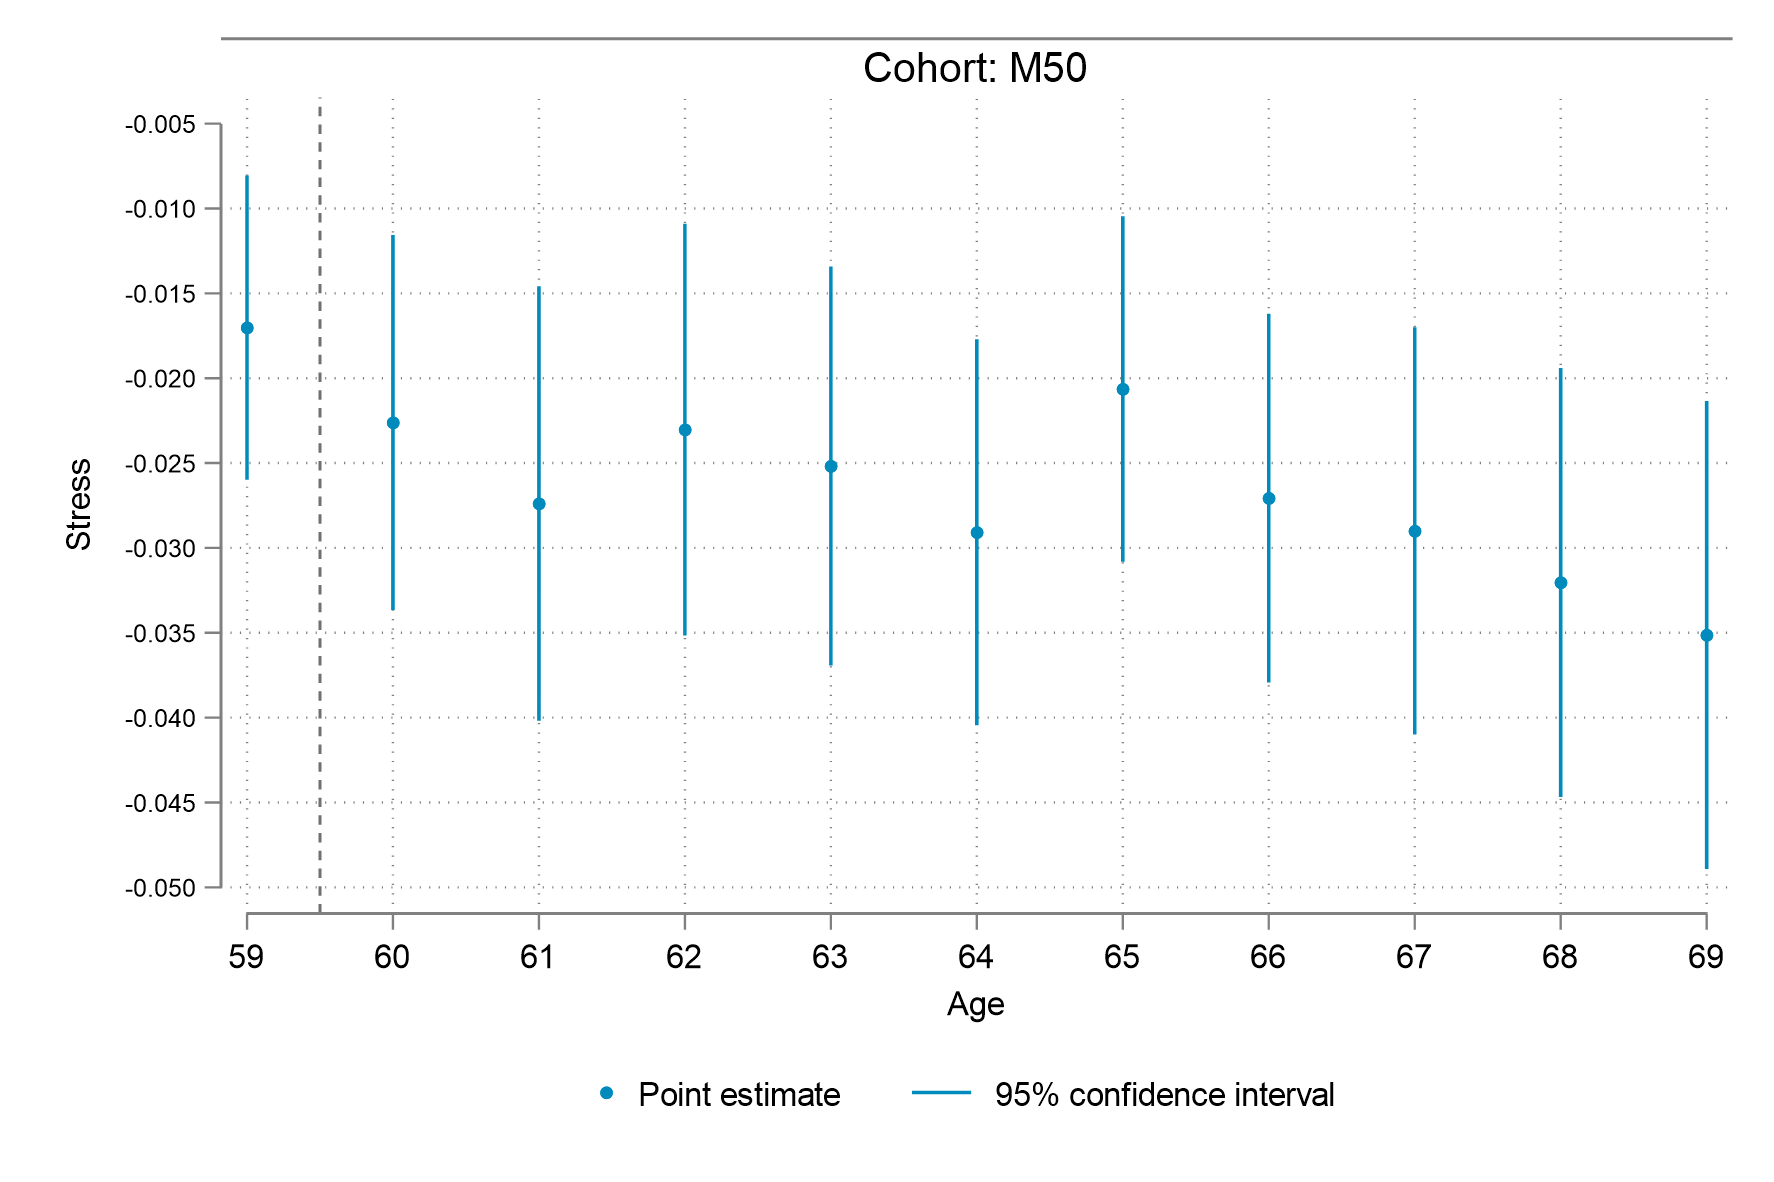 Cohort: M50
-0.005
-0.010
-0.015
-0.020
-0.025
-0.030
-0.035
-0.040
-0.045
-0.050
Stress
59 60 61 62 63 64 65 66 67 68 69
Age
Point estimate 95% confidence interval